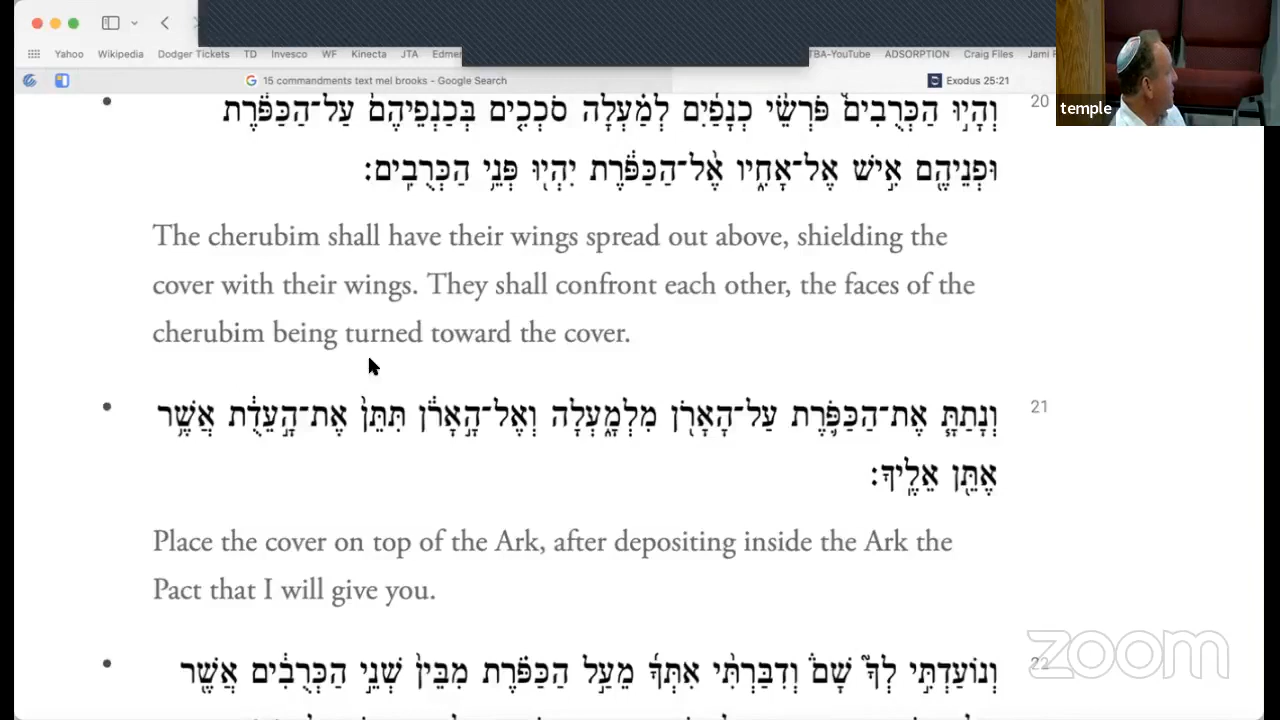 Yahoo Wikipedia Dodger Tickets TD Invesco WF Kinecta JTA TBA-YouTube ADSORPTION Craig Files
15 commandments text mel brooks - Google Search Exodus 25:21
temple
20
וְהָי֣וּ הַכְּרֻבִים֩ פֹּרְשֵׂ֨י כְנָפַ֜יִם לְמַ֗עְלָה סֹכְכִ֤ים בְּכַנְפֵיהֶם֙ עַל־הַכַּפֹּ֔רֶת
וּפְנֵיהֶ֖ם אִ֣ישׁ אֶל־אָחִ֑יו אֶ֨ל־הַכַּפֹּ֔רֶת יִהְי֖וּ פְּנֵ֥י הַכְּרֻבִֽים׃
The cherubim shall have their wings spread out above, shielding the
cover with their wings. They shall confront each other, the faces of the
cherubim being turned toward the cover.
21
וְנָתַתָּ֧ אֶת־הַכַּפֹּ֛רֶת עַל־הָאָרֹ֖ן מִלְמָ֑עְלָה וְאֶל־הָ֣אָרֹ֔ן תִּתֵּן֙ אֶת־הָ֣עֵדֻ֔ת אֲשֶׁ֥ר
אֶתֵּ֖ן אֵלֶֽיךָ׃
Place the cover on top of the Ark, after depositing inside the Ark the
Pact that I will give you.
22
וְנוֹעַדְתִּ֣י לְךָ֮ שָׁם֒ וְדִבַּרְתִּ֨י אִתְּךָ֜ מֵעַ֣ל הַכַּפֹּ֗רֶת מִבֵּין֙ שְׁנֵ֣י הַכְּרֻבִ֔ים אֲשֶׁ֖ר
zoom